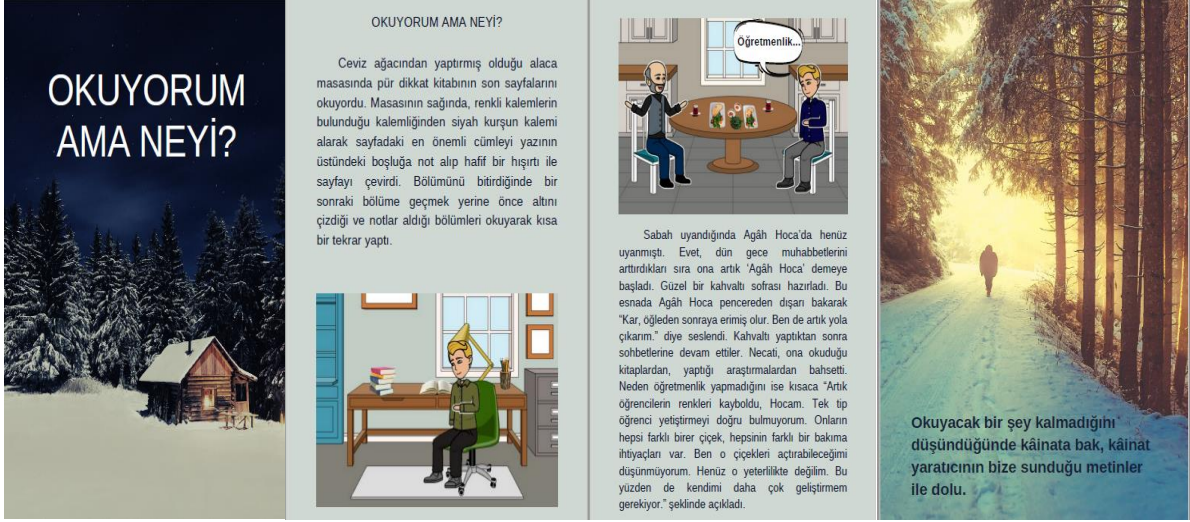 OKUYORUM
AMA NEYİ?
OKUYORUM AMA NEYİ?
Ceviz ağacından yaptırmış olduğu alaca
masasında pür dikkat kitabının son sayfalarını
okuyordu. Masasının sağında, renkli kalemlerin
bulunduğu kalemliğinden siyah kurşun kalemi
alarak sayfadaki en önemli cümleyi yazının
üstündeki boşluğa not alıp hafif bir hışırtı ile
sayfayı çevirdi. Bölümünü bitirdiğinde bir
sonraki bölüme geçmek yerine önce altını
çizdiği ve notlar aldığı bölümleri okuyarak kısa
bir tekrar yaptı.
Öğretmenlik...
Sabah uyandığında Agâh Hoca'da henüz
uyanmıştı. Evet, dün gece muhabbetlerini
arttırdıkları sıra ona artık 'Agâh Hoca' demeye
başladı. Güzel bir kahvaltı sofrası hazırladı. Bu
esnada Agâh Hoca pencereden dışarı bakarak
“Kar, öğleden sonraya erimiş olur. Ben de artık yola
çıkarım.” diye seslendi. Kahvaltı yaptıktan sonra
sohbetlerine devam ettiler. Necati, ona okuduğu
kitaplardan, yaptığı araştırmalardan bahsetti.
Neden öğretmenlik yapmadığını ise kısaca “Artık
öğrencilerin renkleri kayboldu, Hocam. Tek tip
öğrenci yetiştirmeyi doğru bulmuyorum. Onların
hepsi farklı birer çiçek, hepsinin farklı bir bakıma
ihtiyaçları var. Ben o çiçekleri açtırabileceğimi
düşünmüyorum. Henüz o yeterlilikte değilim. Bu
yüzden de kendimi daha çok geliştirmem
gerekiyor.” şeklinde açıkladı.
Okuyacak bir şey kalmadığını
düşündüğünde kâinata bak, kâinat
yaratıcının bize sunduğu metinler
ile dolu.